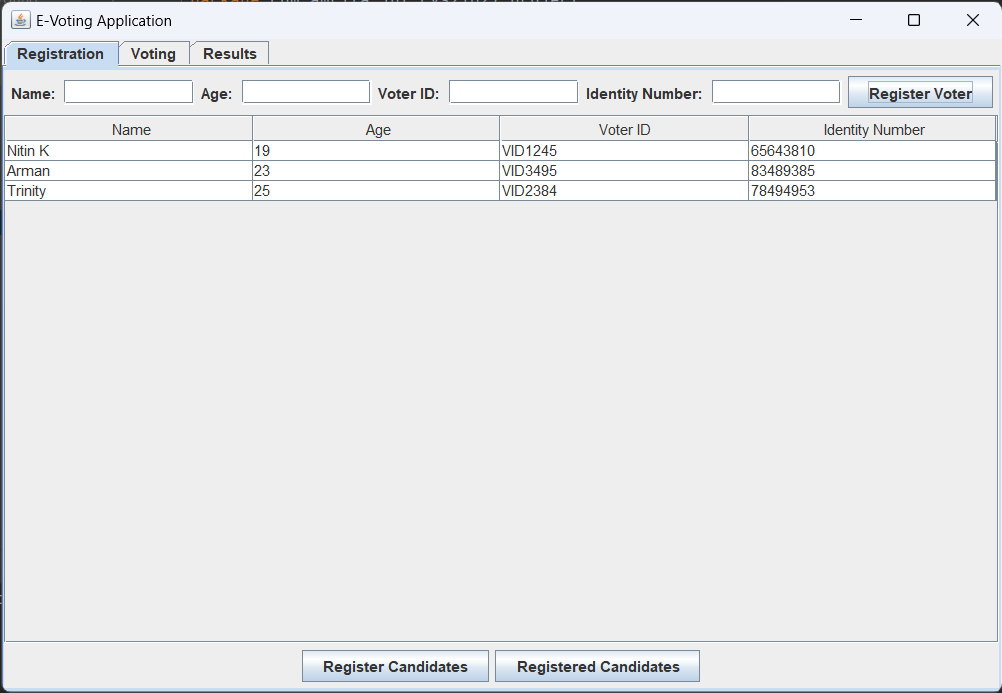 E-Voting Application
Registration Voting Results
Name: Age: Voter ID: Identity Number: Register Voter
Name Age Voter ID Identity Number
Nitin K 19 VID1245 65643810
Arman 23 VID3495 83489385
Trinity 25 VID2384 78494953
Register Candidates Registered Candidates